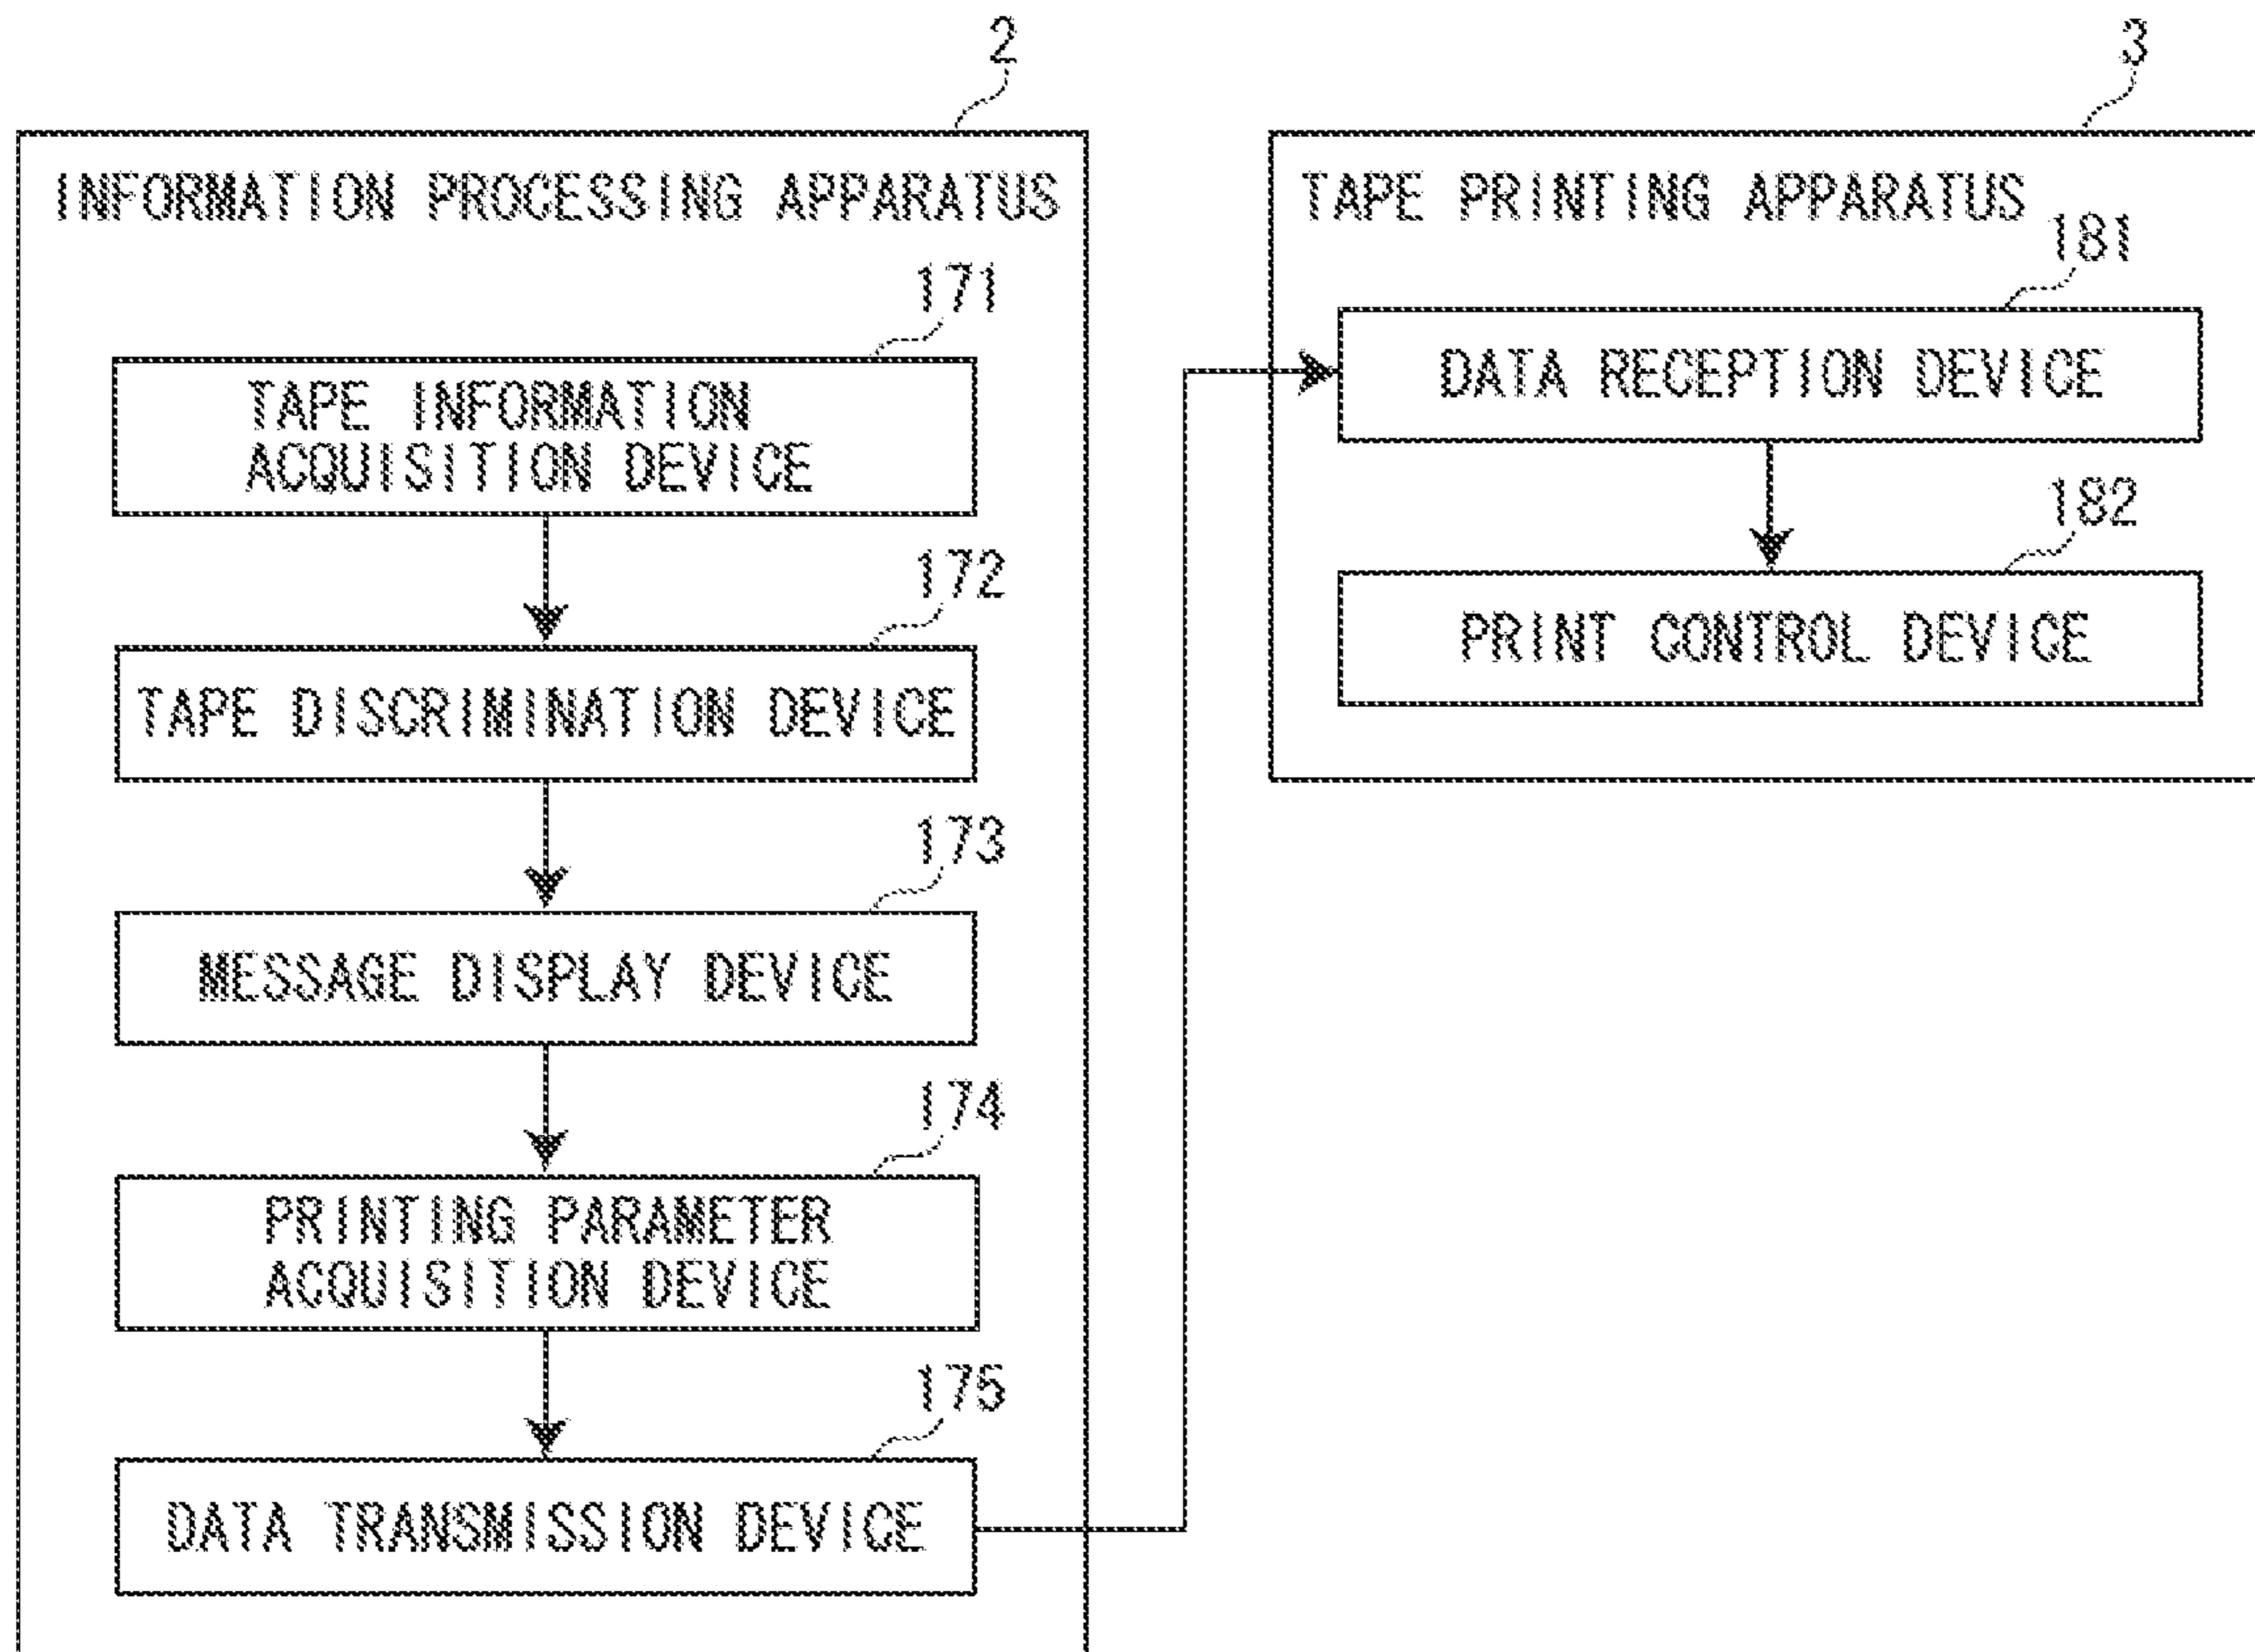 2
INFORMATION PROCESSING APPARATUS
171
TAPE INFORMATION
ACQUISITION DEVICE
172
TAPE DISCRIMINATION DEVICE
173
MESSAGE DISPLAY DEVICE
174
PRINTING PARAMETER
ACQUISITION DEVICE
175
DATA TRANSMISSION DEVICE
3
TAPE PRINTING APPARATUS
181
DATA RECEPTION DEVICE
182
PRINT CONTROL DEVICE